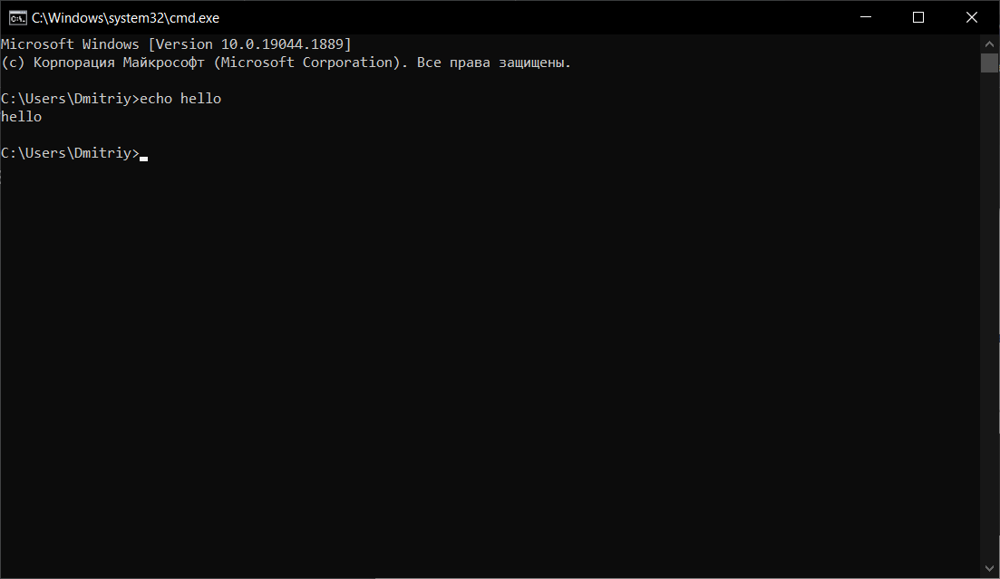 C:\Windows\system32\cmd.exe
Microsoft Windows [Version 10.0.19044.1889]
(c) Корпорация Майкрософт (Microsoft Corporation). Все права защищены.
C:\Users\Dmitriy>echo hello
hello
C:\Users\Dmitriy>